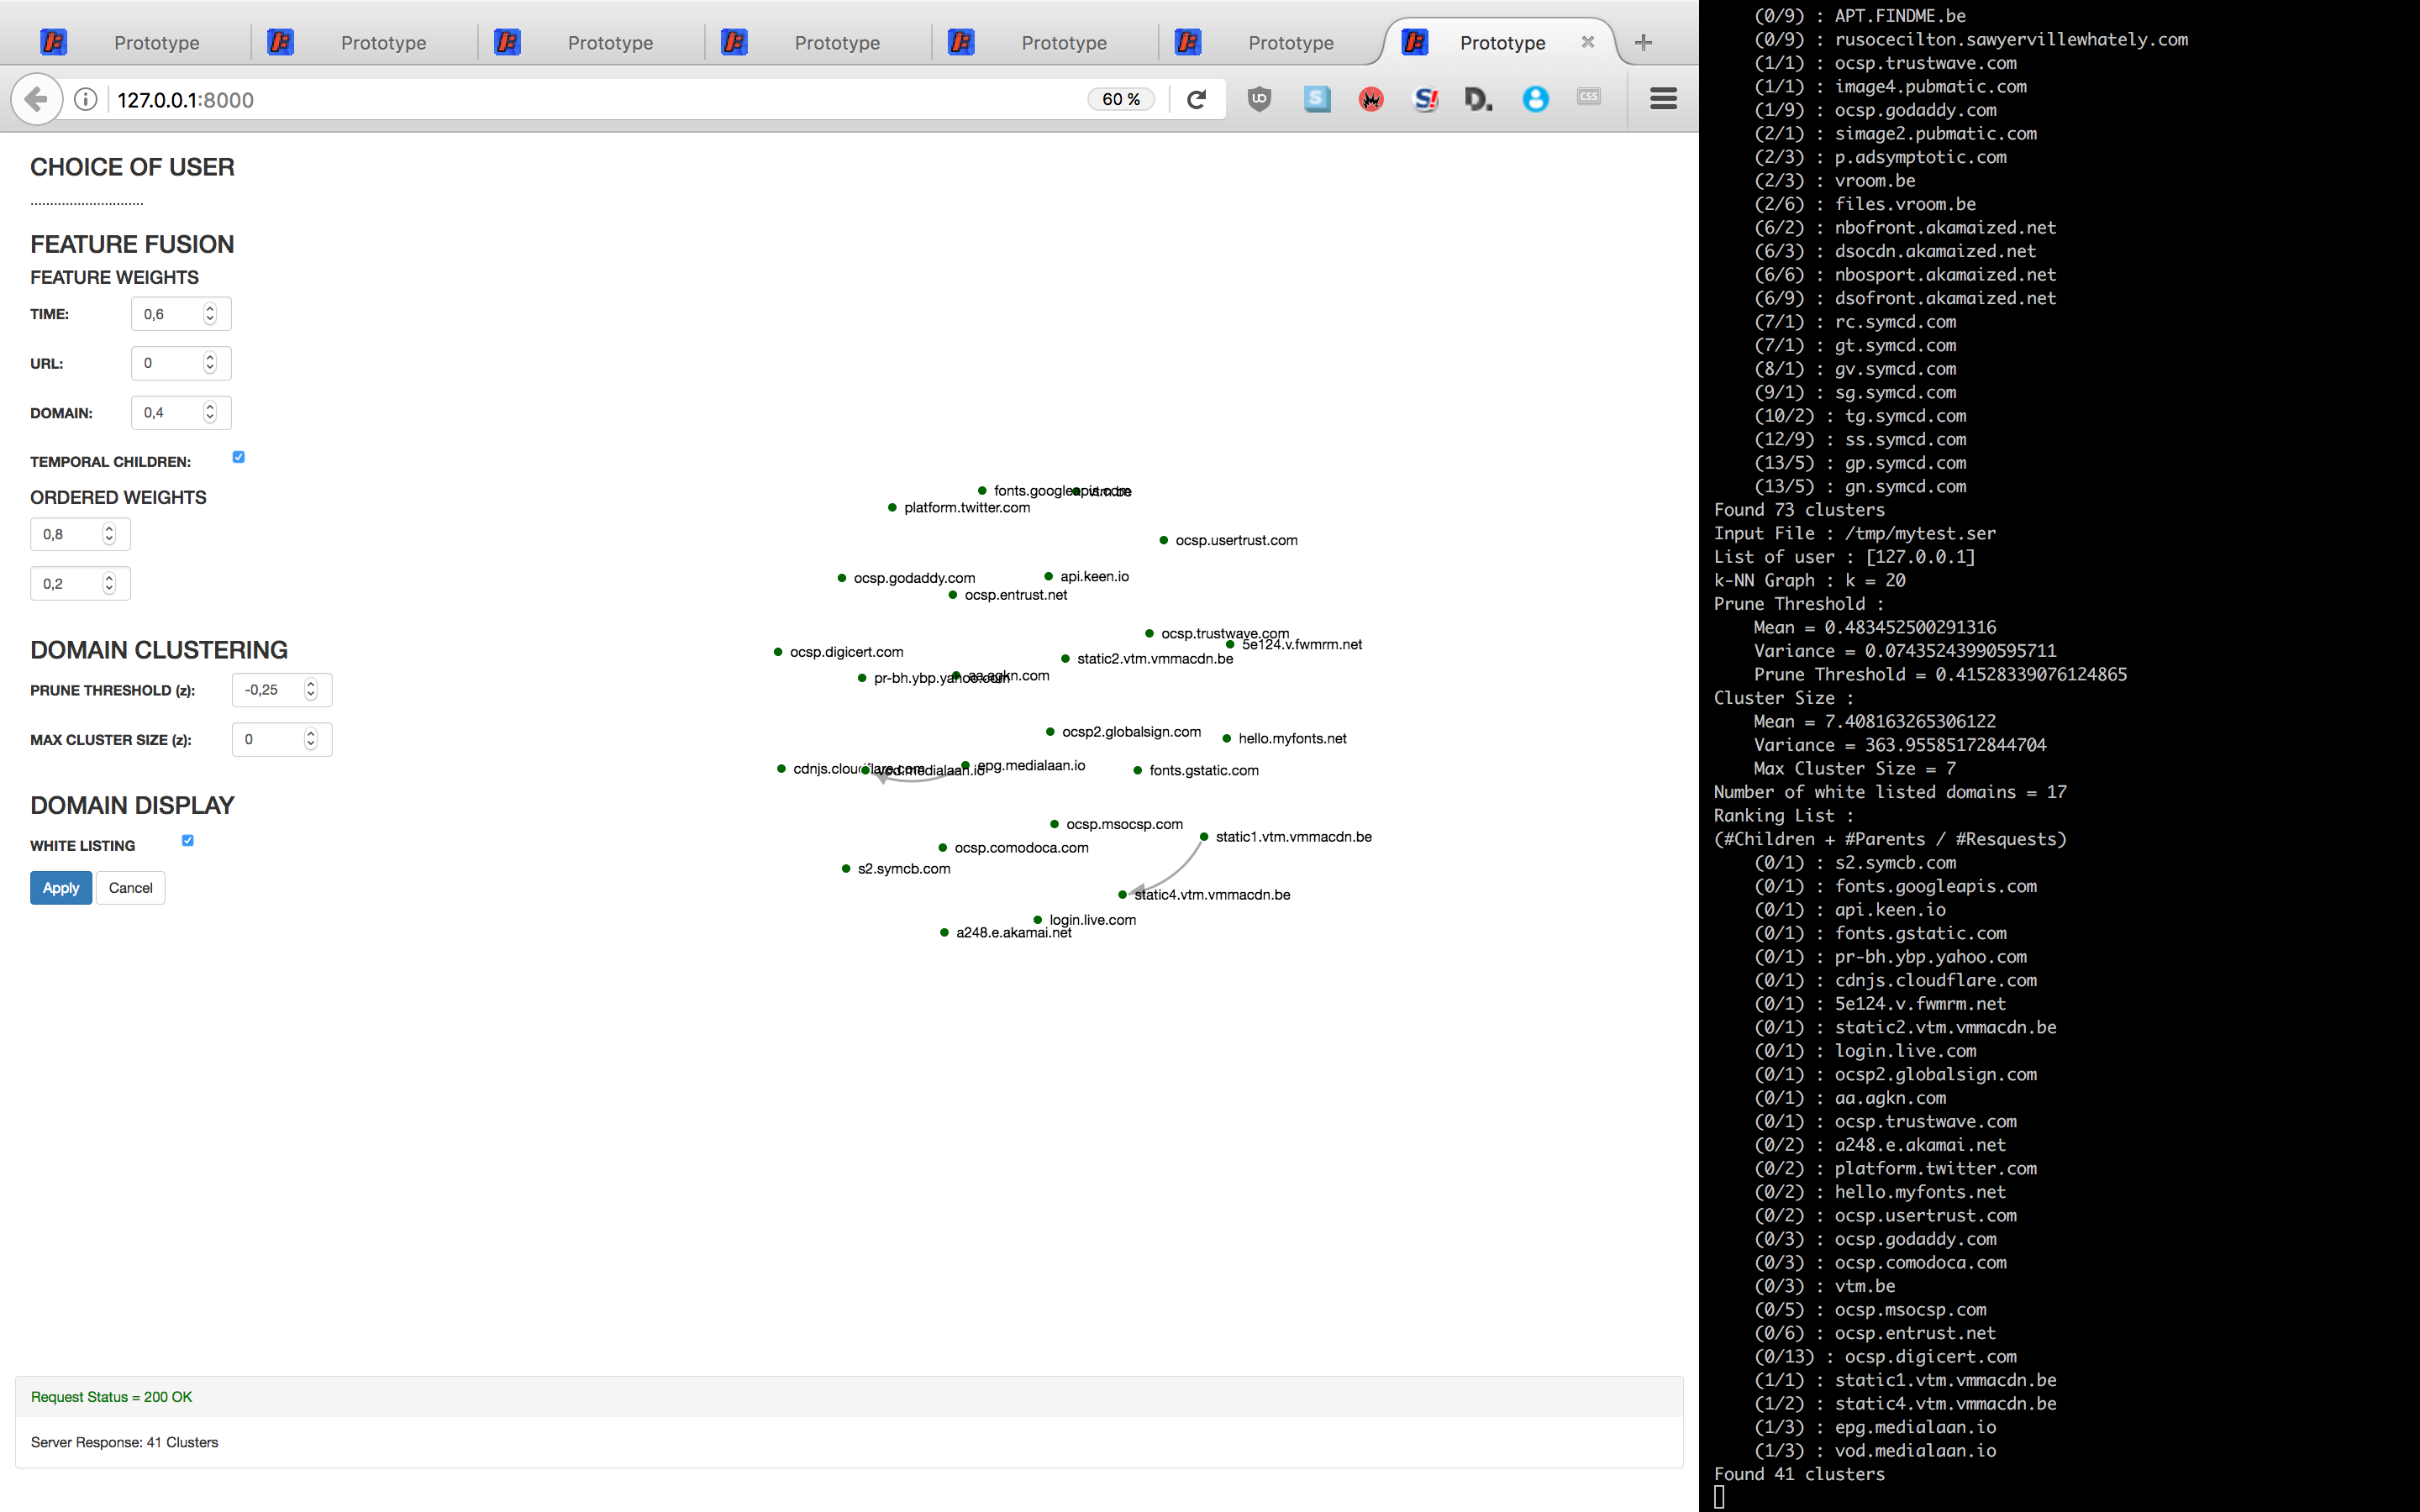 Prototype
Prototype
Prototype
Prototype
Prototype
Prototype
Prototype
127.0.0.1:8000
60 %
CHOICE OF USER
.............................
FEATURE FUSION
FEATURE WEIGHTS
TIME: 0,6
URL: 0
DOMAIN: 0,4
TEMPORAL CHILDREN:
ORDERED WEIGHTS
0,8
0,2
DOMAIN CLUSTERING
PRUNE THRESHOLD (z): -0,25
MAX CLUSTER SIZE (z): 0
DOMAIN DISPLAY
WHITE LISTING
Apply Cancel
fonts.googleapis.com
vtm.be
platform.twitter.com
ocsp.usertrust.com
ocsp.godaddy.com
api.keen.io
ocsp.entrust.net
ocsp.trustwave.com
5e124.v.fwmrm.net
ocsp.digicert.com
static2.vtm.vmmacdn.be
pr-bh.ybp.yahoo.com
aa.agkn.com
ocsp2.globalsign.com
hello.myfonts.net
cdnjs.cloudflare.com
vod.medialaan.io
epg.medialaan.io
fonts.gstatic.com
ocsp.msocsp.com
static1.vtm.vmmacdn.be
ocsp.comodoca.com
s2.symcb.com
static4.vtm.vmmacdn.be
login.live.com
a248.e.akamai.net
Request Status = 200 OK
Server Response: 41 Clusters
(0/9) : APT.FINDME.be
(0/9) : rusocecilton.sawyervillewhately.com
(1/1) : ocsp.trustwave.com
(1/1) : image4.pubmatic.com
(1/9) : ocsp.godaddy.com
(2/1) : simage2.pubmatic.com
(2/3) : p.adsymptotic.com
(2/3) : vroom.be
(2/6) : files.vroom.be
(6/2) : nbofront.akamaized.net
(6/3) : dsocdn.akamaized.net
(6/6) : nbosport.akamaized.net
(6/9) : dsofront.akamaized.net
(7/1) : rc.symcd.com
(7/1) : gt.symcd.com
(8/1) : gv.symcd.com
(9/1) : sg.symcd.com
(10/2) : tg.symcd.com
(12/9) : ss.symcd.com
(13/5) : gp.symcd.com
(13/5) : gn.symcd.com
Found 73 clusters
Input File : /tmp/mytest.ser
List of user : [127.0.0.1]
k-NN Graph : k = 20
Prune Threshold :
Mean = 0.483452500291316
Variance = 0.07435243990595711
Prune Threshold = 0.41528339076124865
Cluster Size :
Mean = 7.408163265306122
Variance = 363.95585172844704
Max Cluster Size = 7
Number of white listed domains = 17
Ranking List :
(#Children + #Parents / #Resquests)
(0/1) : s2.symcb.com
(0/1) : fonts.googleapis.com
(0/1) : api.keen.io
(0/1) : fonts.gstatic.com
(0/1) : pr-bh.ybp.yahoo.com
(0/1) : cdnjs.cloudflare.com
(0/1) : 5e124.v.fwmrm.net
(0/1) : static2.vtm.vmmacdn.be
(0/1) : login.live.com
(0/1) : ocsp2.globalsign.com
(0/1) : aa.agkn.com
(0/1) : ocsp.trustwave.com
(0/2) : a248.e.akamai.net
(0/2) : platform.twitter.com
(0/2) : hello.myfonts.net
(0/2) : ocsp.usertrust.com
(0/3) : ocsp.godaddy.com
(0/3) : ocsp.comodoca.com
(0/3) : vtm.be
(0/5) : ocsp.msocsp.com
(0/6) : ocsp.entrust.net
(0/13) : ocsp.digicert.com
(1/1) : static1.vtm.vmmacdn.be
(1/2) : static4.vtm.vmmacdn.be
(1/3) : epg.medialaan.io
(1/3) : vod.medialaan.io
Found 41 clusters